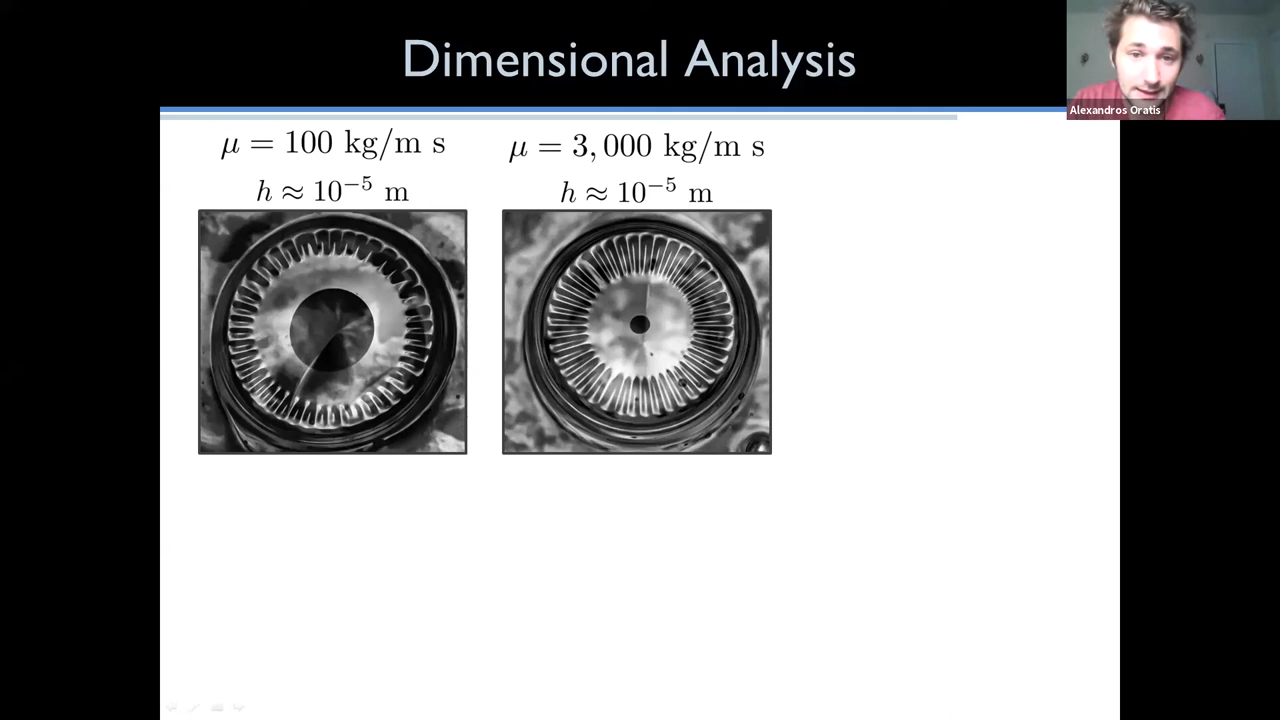 Dimensional Analysis
Alexandros Oratis
μ = 100 kg/m s
μ = 3,000 kg/m s
h ≈ 10⁻⁵ m
h ≈ 10⁻⁵ m